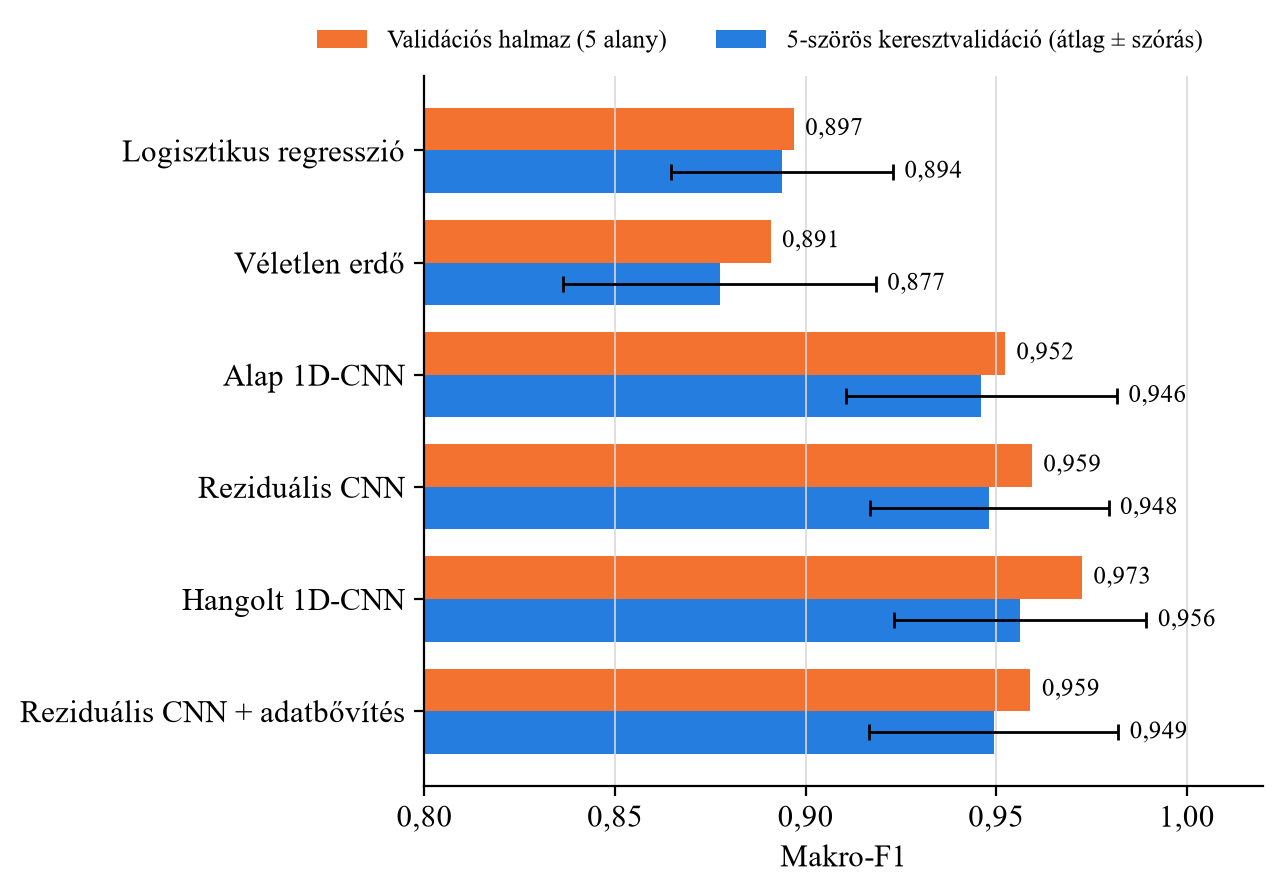 Validációs halmaz (5 alany)
5-szörös keresztvalidáció (átlag ± szórás)
Logisztikus regresszió
0,897
0,894
Véletlen erdő
0,891
0,877
Alap 1D-CNN
0,952
0,946
Reziduális CNN
0,959
0,948
Hangolt 1D-CNN
0,973
0,956
Reziduális CNN + adatbővítés
0,959
0,949
0,80
0,85
0,90
0,95
1,00
Makro-F1